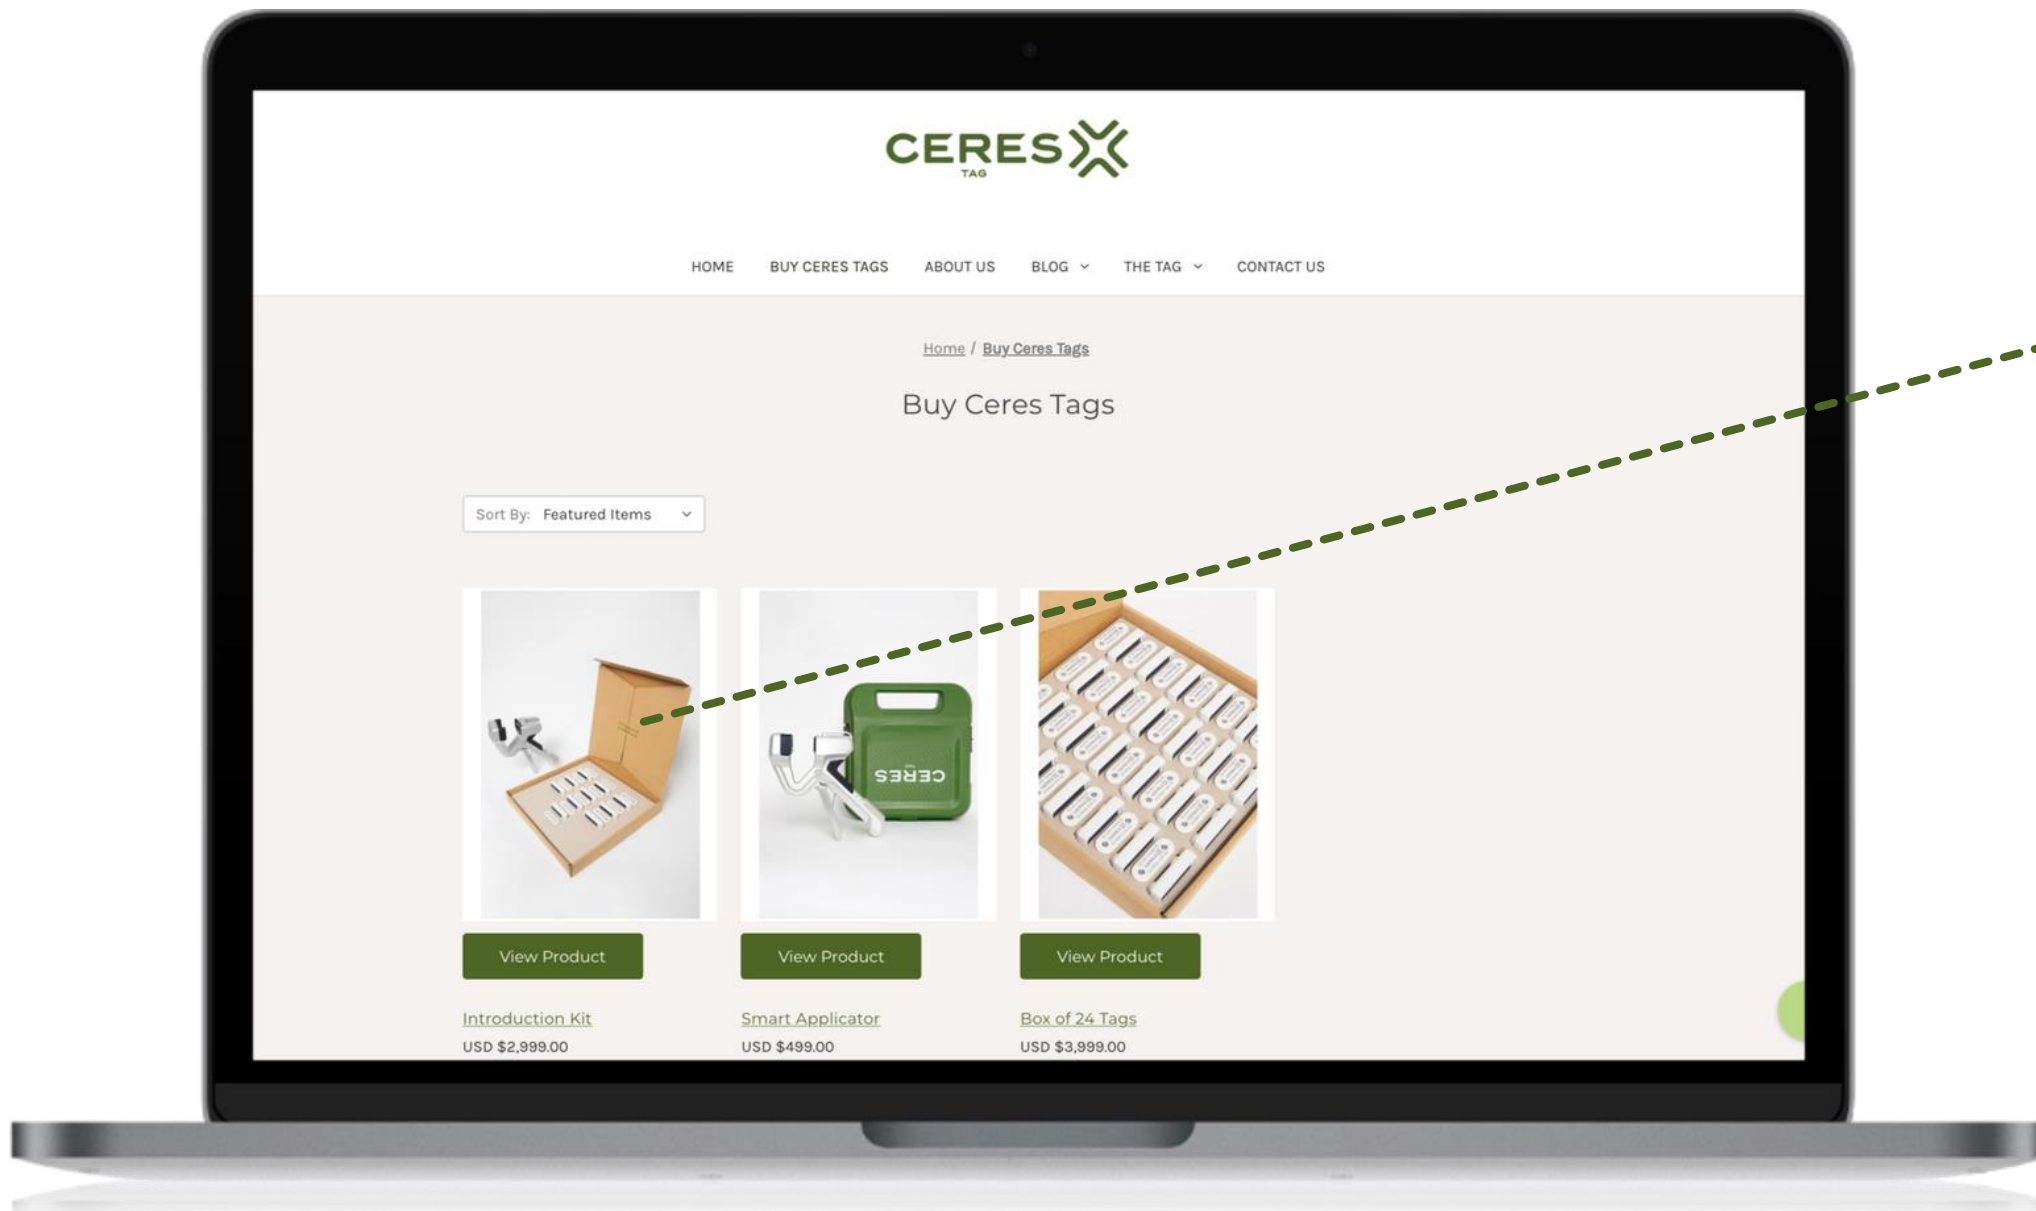 CERES
TAG
HOME BUY CERES TAGS ABOUT US BLOG THE TAG CONTACT US
Home / Buy Ceres Tags
Buy Ceres Tags
Sort By: Featured Items
CERES
View Product View Product View Product
Introduction Kit Smart Applicator Box of 24 Tags
USD $2,999.00 USD $499.00 USD $3,999.00